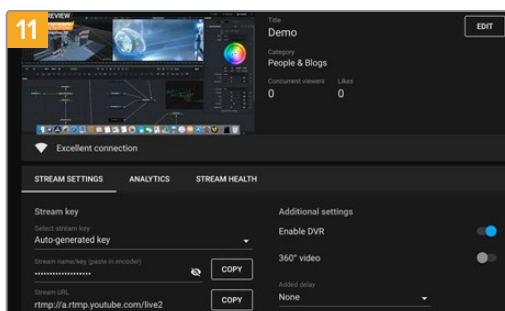 11
PREVIEW
Title
Demo
EDIT
Category
People & Blogs
Concurrent viewers
Likes
0
0
Excellent connection
STREAM SETTINGS
ANALYTICS
STREAM HEALTH
Stream key
Additional settings
Select stream key
Auto-generated key
Enable DVR
Stream name/key (paste in encoder)
••••••••••••••••••••
COPY
360° video
Stream URL
rtmp://a.rtmp.youtube.com/live2
COPY
Added delay
None